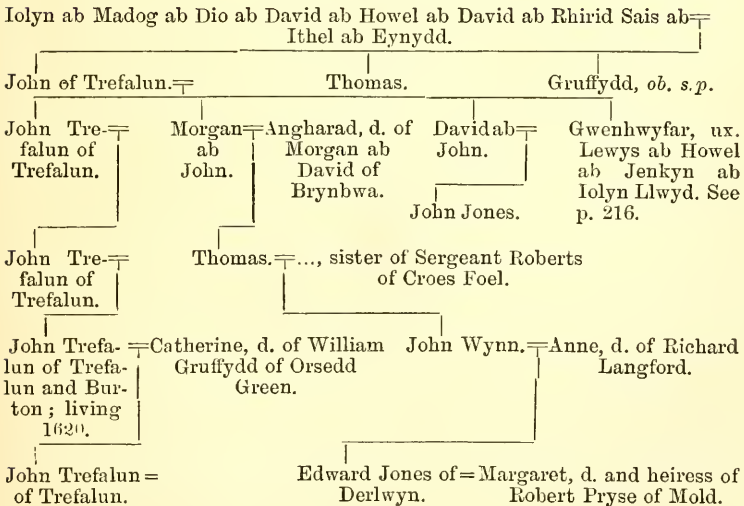 Iolyn ab Madog ab Dio ab David ab Howel ab David ab Rhirid Sais ab=
Ithel ab Eynydd.
John of Trefalun.= Thomas. Gruffydd, ob. s.p.
John Tre-= Morgan=Angharad, d. of David ab= Gwenhwyfar, ux.
falun of ab Morgan ab John. Lewys ab Howel
Trefalun. John. David of ab Jenkyn ab
Brynbwa. Iolyn Llwyd. See
John Jones. p. 216.
John Tre-= Thomas.=..., sister of Sergeant Roberts
falun of of Croes Foel.
Trefalun.
John Trefa-=Catherine, d. of William John Wynn.=Anne, d. of Richard
lun of Trefa- Gruffydd of Orsedd Langford.
lun and Bur- Green.
ton; living
1620.
John Trefalun= Edward Jones of=Margaret, d. and heiress of
of Trefalun. Derlwyn. Robert Pryse of Mold.